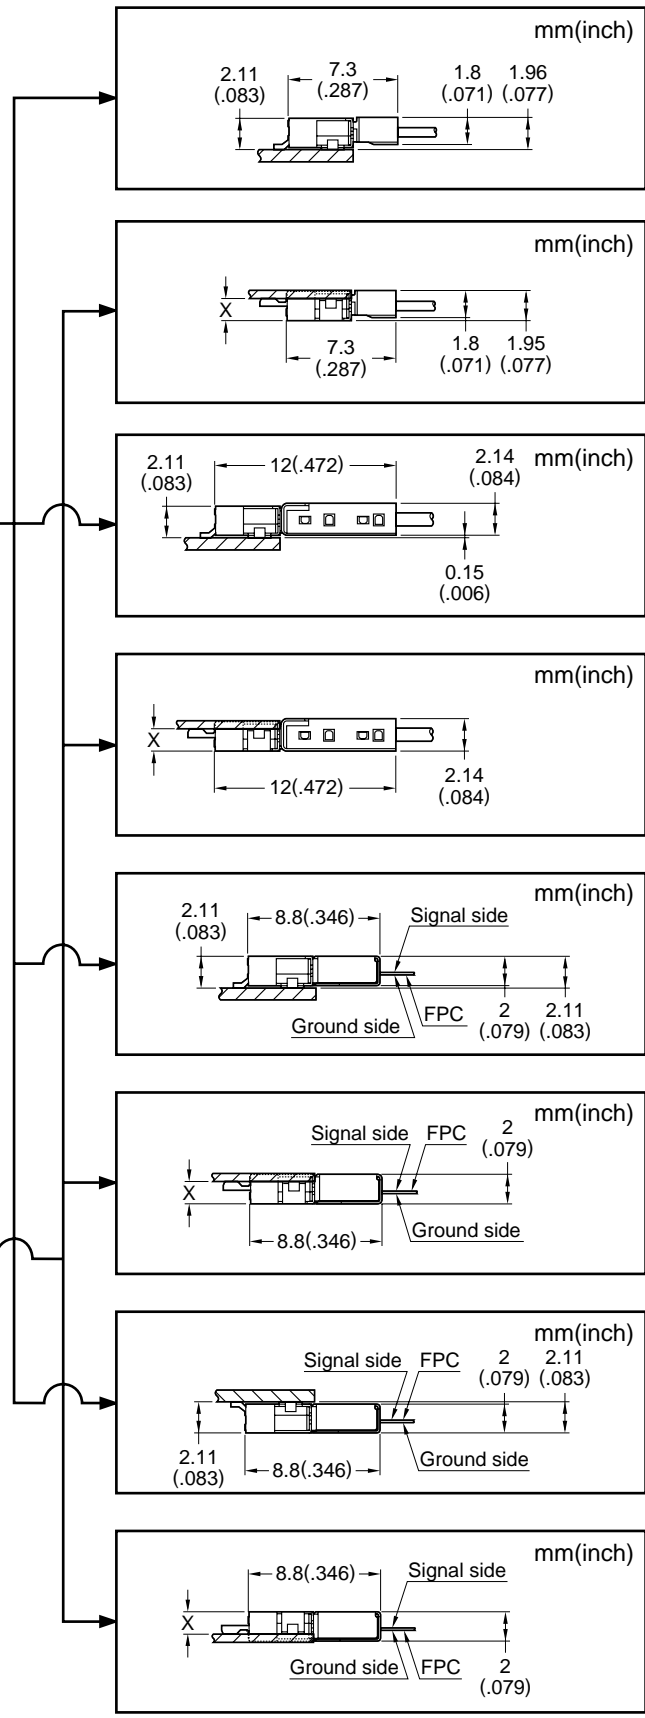 mm(inch)
2.11
(.083)
7.3
(.287)
1.8
(.071)
1.96
(.077)
mm(inch)
X
7.3
(.287)
1.8
(.071)
1.95
(.077)
mm(inch)
2.11
(.083)
12(.472)
2.14
(.084)
0.15
(.006)
mm(inch)
X
12(.472)
2.14
(.084)
mm(inch)
2.11
(.083)
8.8(.346)
Signal side
Ground side
FPC
2
(.079)
2.11
(.083)
mm(inch)
Signal side
FPC
2
(.079)
X
Ground side
8.8(.346)
mm(inch)
Signal side
FPC
2
(.079)
2.11
(.083)
2.11
(.083)
8.8(.346)
Ground side
mm(inch)
8.8(.346)
Signal side
X
Ground side
FPC
2
(.079)